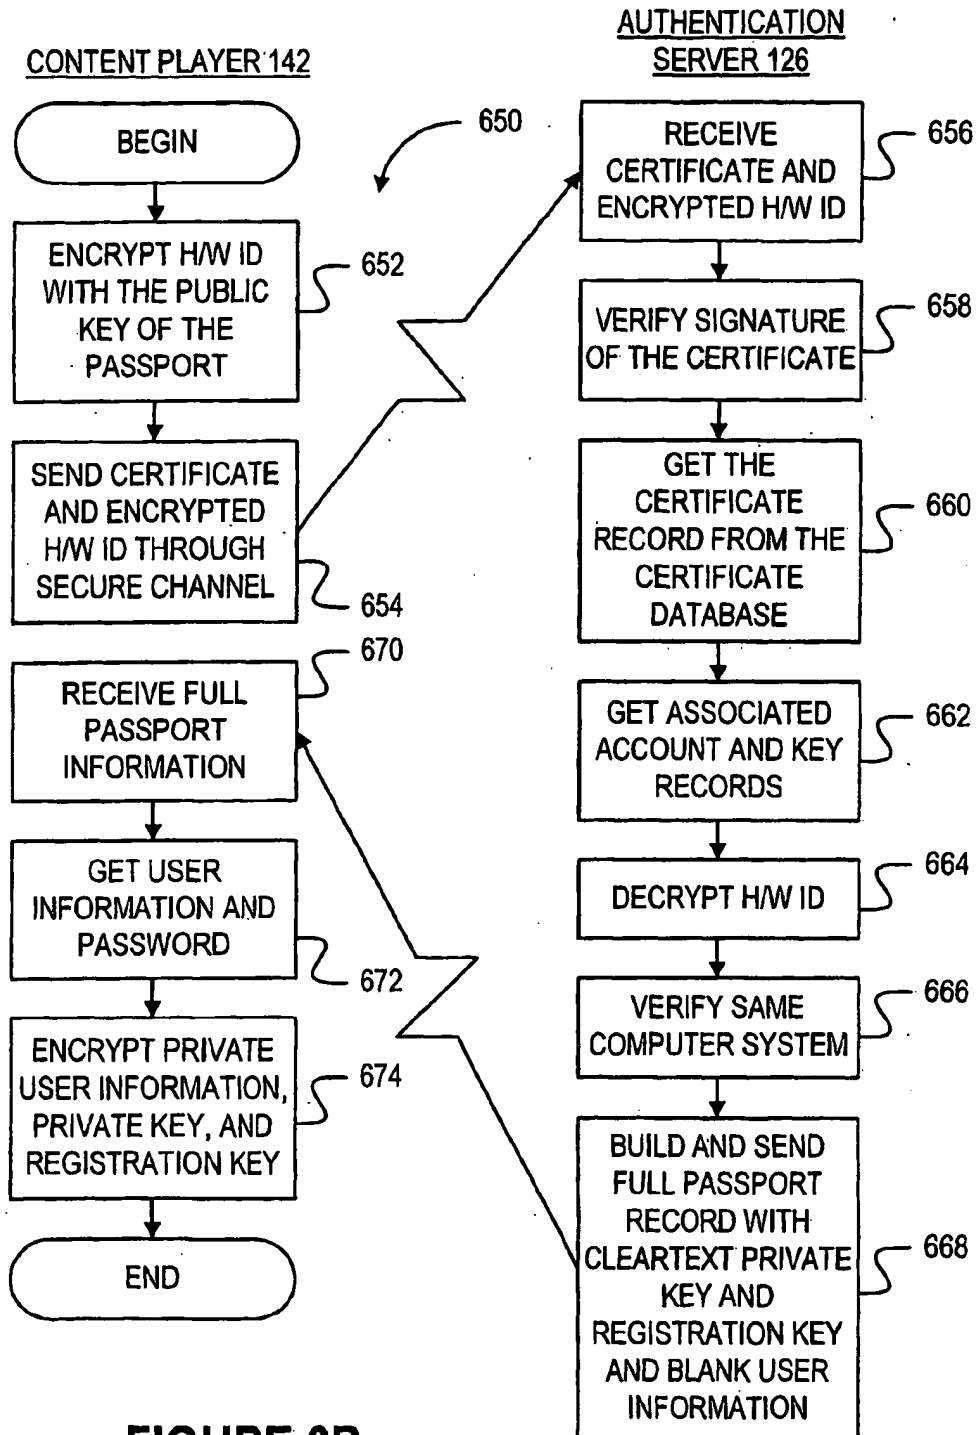 CONTENT PLAYER 142
BEGIN
650
ENCRYPT H/W ID
WITH THE PUBLIC
KEY OF THE
PASSPORT
652
SEND CERTIFICATE
AND ENCRYPTED
H/W ID THROUGH
SECURE CHANNEL
654
670
RECEIVE FULL
PASSPORT
INFORMATION
GET USER
INFORMATION AND
PASSWORD
672
ENCRYPT PRIVATE
USER INFORMATION,
PRIVATE KEY, AND
REGISTRATION KEY
674
END
AUTHENTICATION
SERVER 126
RECEIVE
CERTIFICATE AND
ENCRYPTED H/W ID
656
VERIFY SIGNATURE
OF THE CERTIFICATE
658
GET THE
CERTIFICATE
RECORD FROM THE
CERTIFICATE
DATABASE
660
GET ASSOCIATED
ACCOUNT AND KEY
RECORDS
662
DECRYPT H/W ID
664
VERIFY SAME
COMPUTER SYSTEM
666
BUILD AND SEND
FULL PASSPORT
RECORD WITH
CLEARTEXT PRIVATE
KEY AND
REGISTRATION KEY
AND BLANK USER
INFORMATION
668
FIGURE